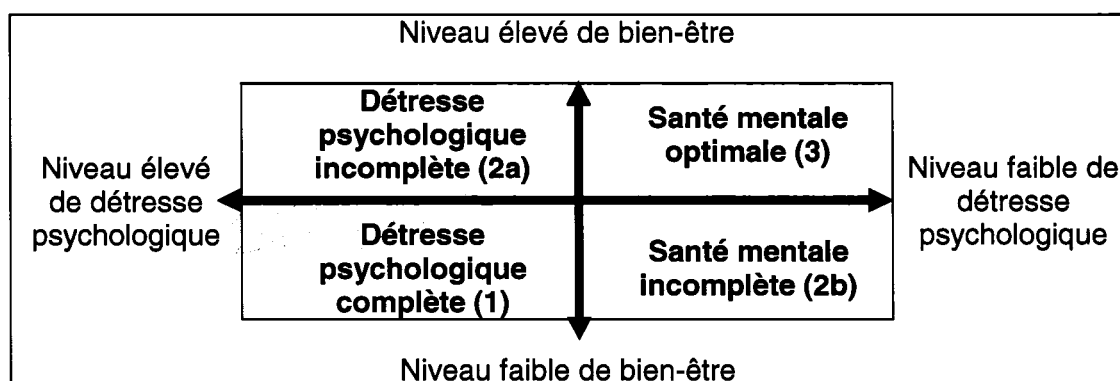 Niveau élevé de bien-être
Détresse
psychologique
incomplète (2a)
Santé mentale
optimale (3)
Niveau élevé
de détresse
psychologique
Niveau faible de
détresse
psychologique
Détresse
psychologique
complète (1)
Santé mentale
incomplète (2b)
Niveau faible de bien-être